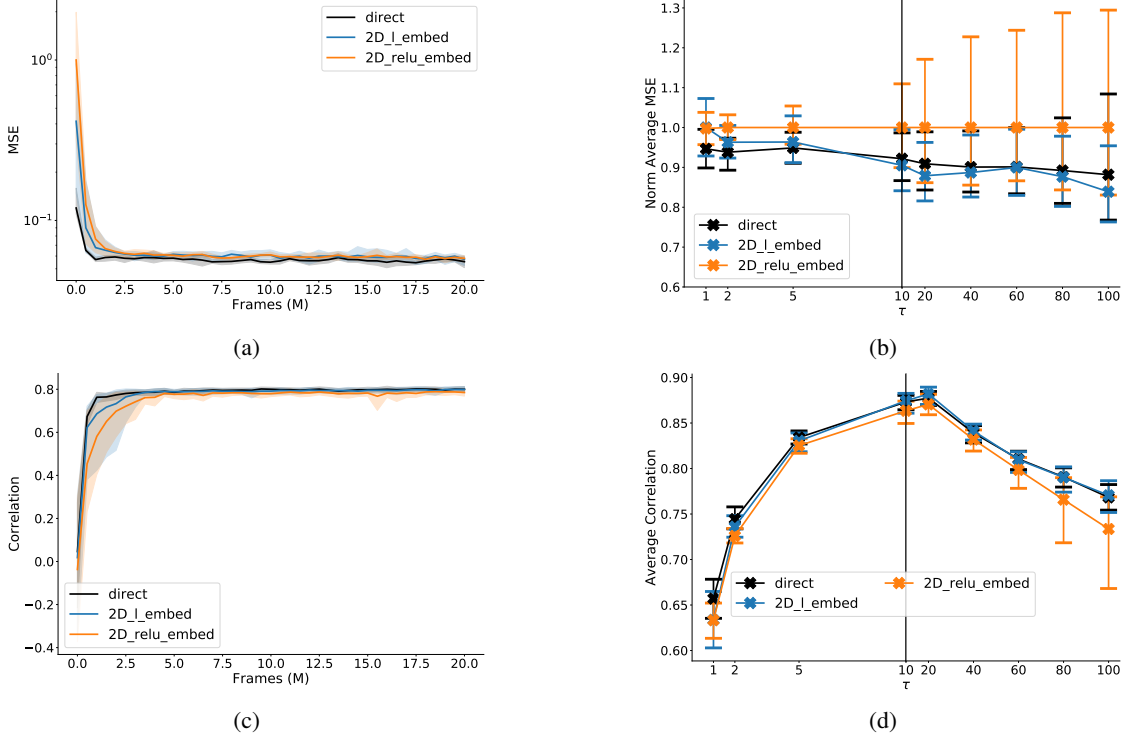 direct
2D_l_embed
2D_relu_embed
MSE
10⁰
10⁻¹
0.0 2.5 5.0 7.5 10.0 12.5 15.0 17.5 20.0
Frames (M)
(a)
Norm Average MSE
1.3
1.2
1.1
1.0
0.9
0.8
0.7
0.6
direct
2D_l_embed
2D_relu_embed
1 2 5 10 20 40 60 80 100
τ
(b)
Correlation
0.8
0.6
0.4
0.2
0.0
−0.2
−0.4
direct
2D_l_embed
2D_relu_embed
0.0 2.5 5.0 7.5 10.0 12.5 15.0 17.5 20.0
Frames (M)
(c)
Average Correlation
0.90
0.85
0.80
0.75
0.70
0.65
0.60
direct 2D_relu_embed
2D_l_embed
1 2 5 10 20 40 60 80 100
τ
(d)